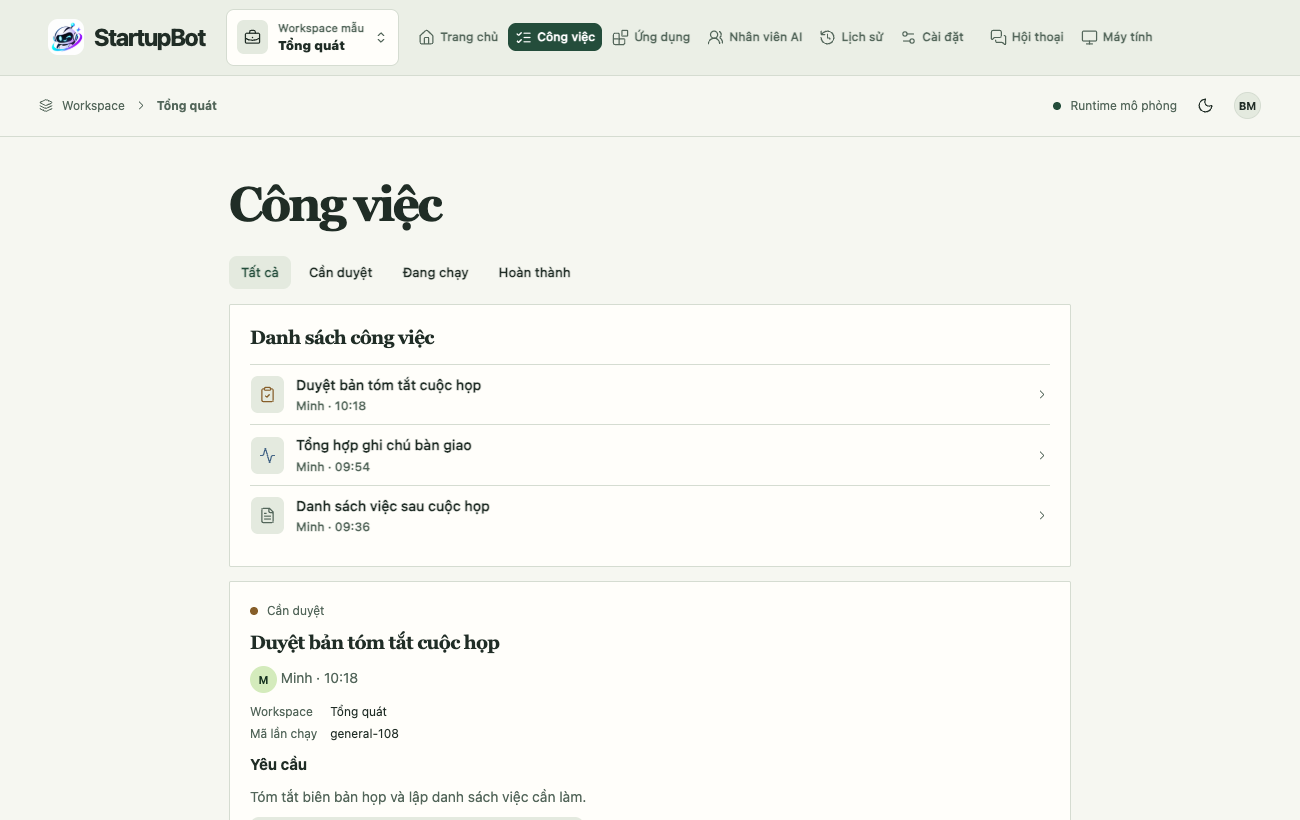 StartupBot
Workspace mẫu
Tổng quát
Trang chủ
Công việc
Ứng dụng
Nhân viên AI
Lịch sử
Cài đặt
Hội thoại
Máy tính
Workspace
Tổng quát
Runtime mô phỏng
BM
Công việc
Tất cả
Cần duyệt
Đang chạy
Hoàn thành
Danh sách công việc
Duyệt bản tóm tắt cuộc họp
Minh · 10:18
Tổng hợp ghi chú bàn giao
Minh · 09:54
Danh sách việc sau cuộc họp
Minh · 09:36
Cần duyệt
Duyệt bản tóm tắt cuộc họp
M Minh · 10:18
Workspace Tổng quát
Mã lần chạy general-108
Yêu cầu
Tóm tắt biên bản họp và lập danh sách việc cần làm.